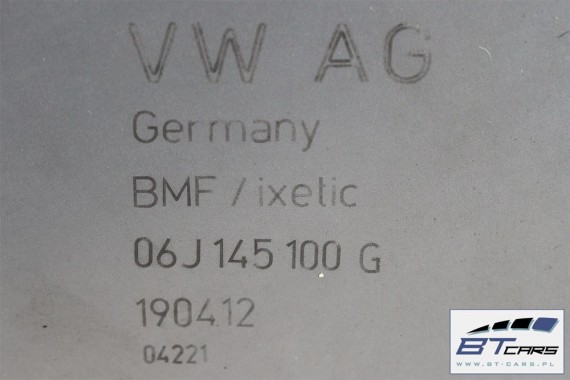 VW AG
Germany
BMF / ixetic
06J 145 100 G
190412
04221
BTCARS
WWW.BT-CARS.PL